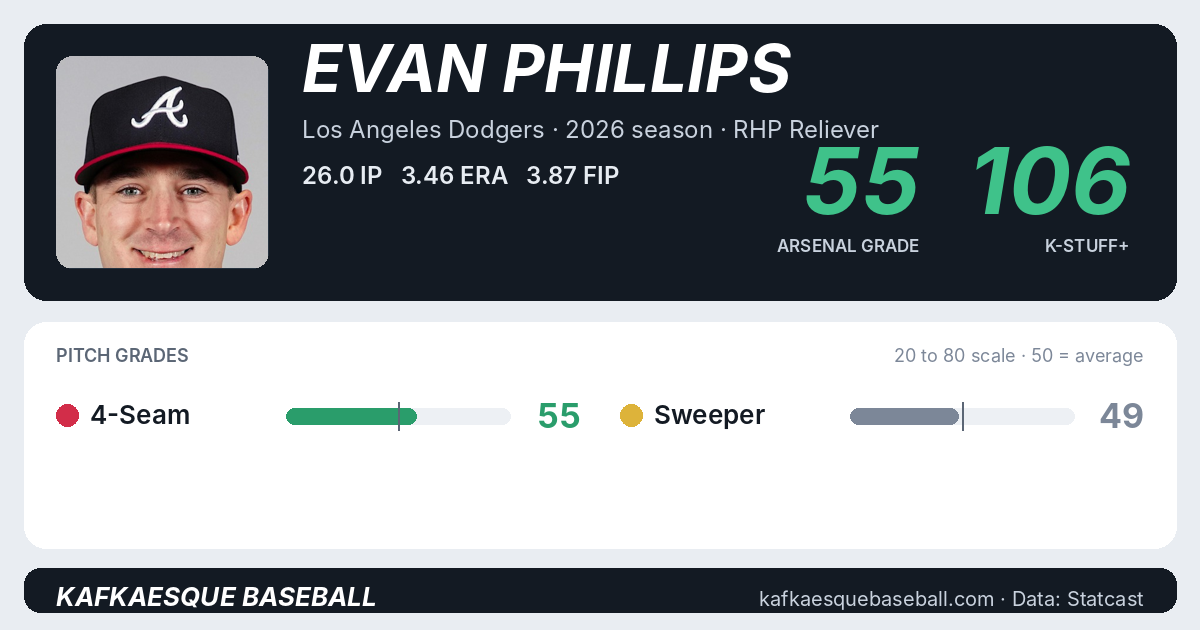 EVAN PHILLIPS
Los Angeles Dodgers · 2026 season · RHP Reliever
26.0 IP 3.46 ERA 3.87 FIP
55 106
ARSENAL GRADE K-STUFF+
A
PITCH GRADES 20 to 80 scale · 50 = average
4-Seam 55 Sweeper 49
KAFKAESQUE BASEBALL kafkaesquebaseball.com · Data: Statcast